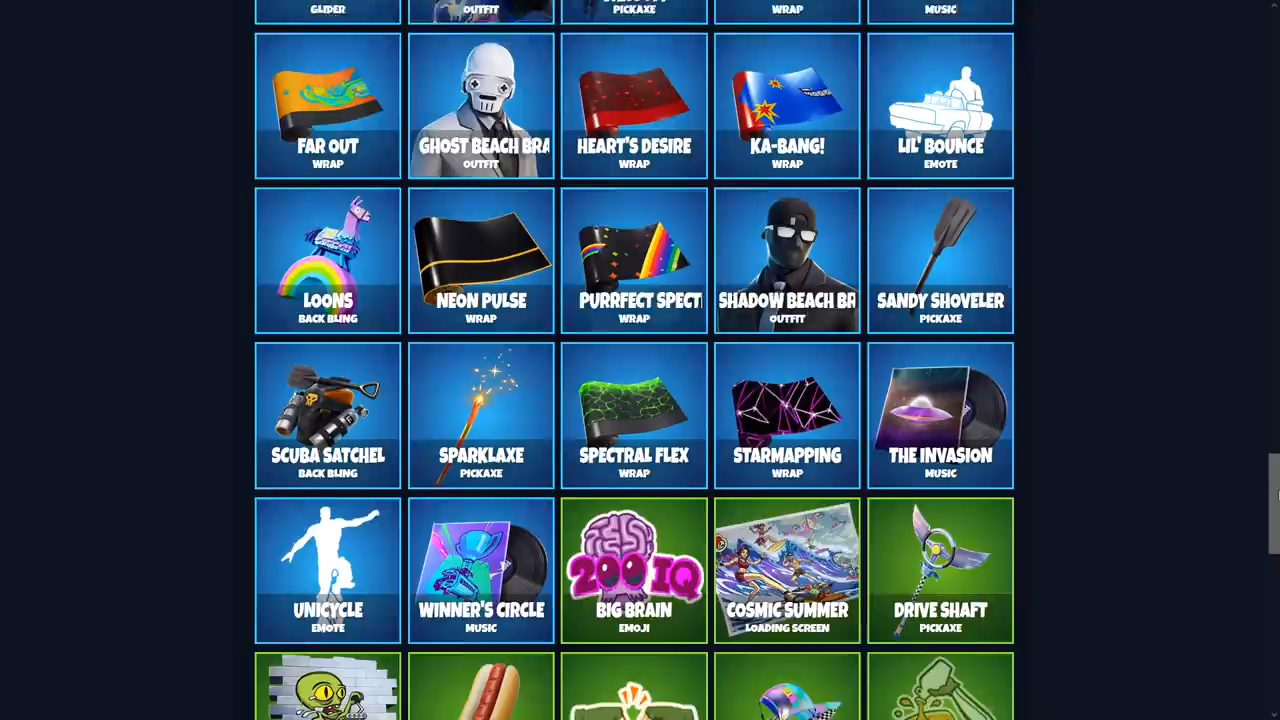 GLIDER
OUTFIT
PICKAXE
WRAP
MUSIC
FAR OUT
WRAP
GHOST BEACH BRA
OUTFIT
HEART'S DESIRE
WRAP
KA-BANG!
WRAP
LIL' BOUNCE
EMOTE
LOONS
BACK BLING
NEON PULSE
WRAP
PURRFECT SPECT
WRAP
SHADOW BEACH BR
OUTFIT
SANDY SHOVELER
PICKAXE
SCUBA SATCHEL
BACK BLING
SPARKLAXE
PICKAXE
SPECTRAL FLEX
WRAP
STARMAPPING
WRAP
THE INVASION
MUSIC
UNICYCLE
EMOTE
WINNER'S CIRCLE
MUSIC
200 IQ
BIG BRAIN
EMOJI
COSMIC SUMMER
LOADING SCREEN
DRIVE SHAFT
PICKAXE